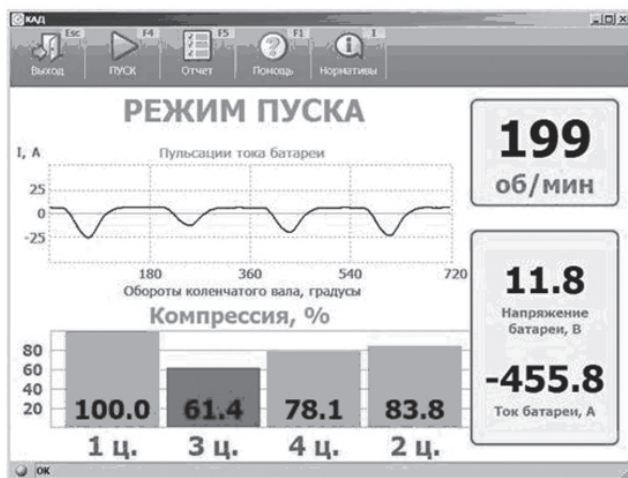 КАД
Esc F4 F5 F1 I
Выход ПУСК Отчет Помощь Нормативы
РЕЖИМ ПУСКА
I, А Пульсации тока батареи
25
0
-25
180 360 540 720
Обороты коленчатого вала, градусы
Компрессия, %
80
60
40
20
100.0 61.4 78.1 83.8
1 ц. 3 ц. 4 ц. 2 ц.
199
об/мин
11.8
Напряжение
батареи, В
-455.8
Ток батареи, А
OK